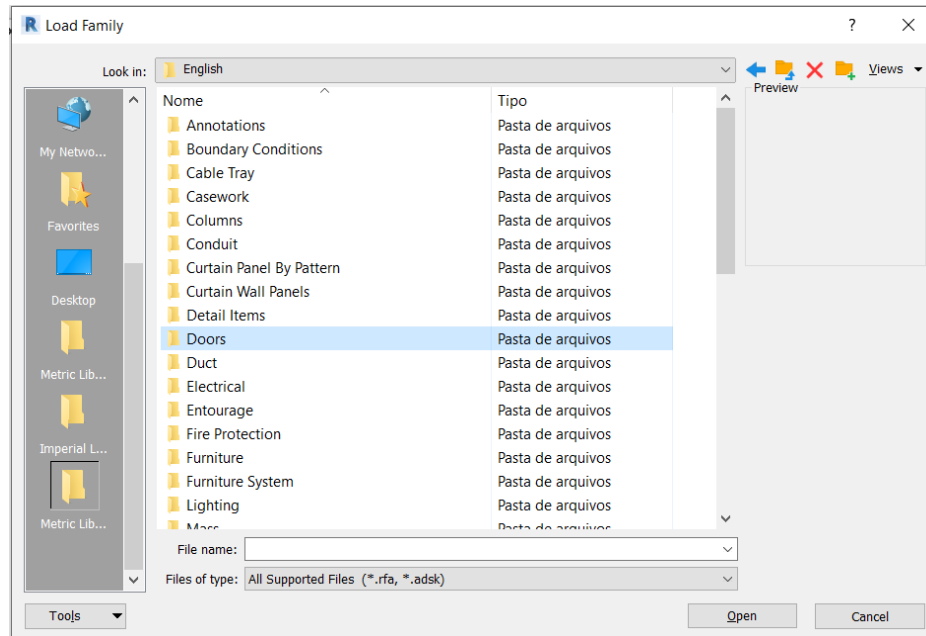 R Load Family ? ×
Look in: English Views
Preview
My Netwo...
Favorites
Desktop
Metric Lib...
Imperial L...
Metric Lib...
Nome Tipo
Annotations Pasta de arquivos
Boundary Conditions Pasta de arquivos
Cable Tray Pasta de arquivos
Casework Pasta de arquivos
Columns Pasta de arquivos
Conduit Pasta de arquivos
Curtain Panel By Pattern Pasta de arquivos
Curtain Wall Panels Pasta de arquivos
Detail Items Pasta de arquivos
Doors Pasta de arquivos
Duct Pasta de arquivos
Electrical Pasta de arquivos
Entourage Pasta de arquivos
Fire Protection Pasta de arquivos
Furniture Pasta de arquivos
Furniture System Pasta de arquivos
Lighting Pasta de arquivos
Mass Pasta de arquivos
File name:
Files of type: All Supported Files (*.rfa, *.adsk)
Tools Open Cancel